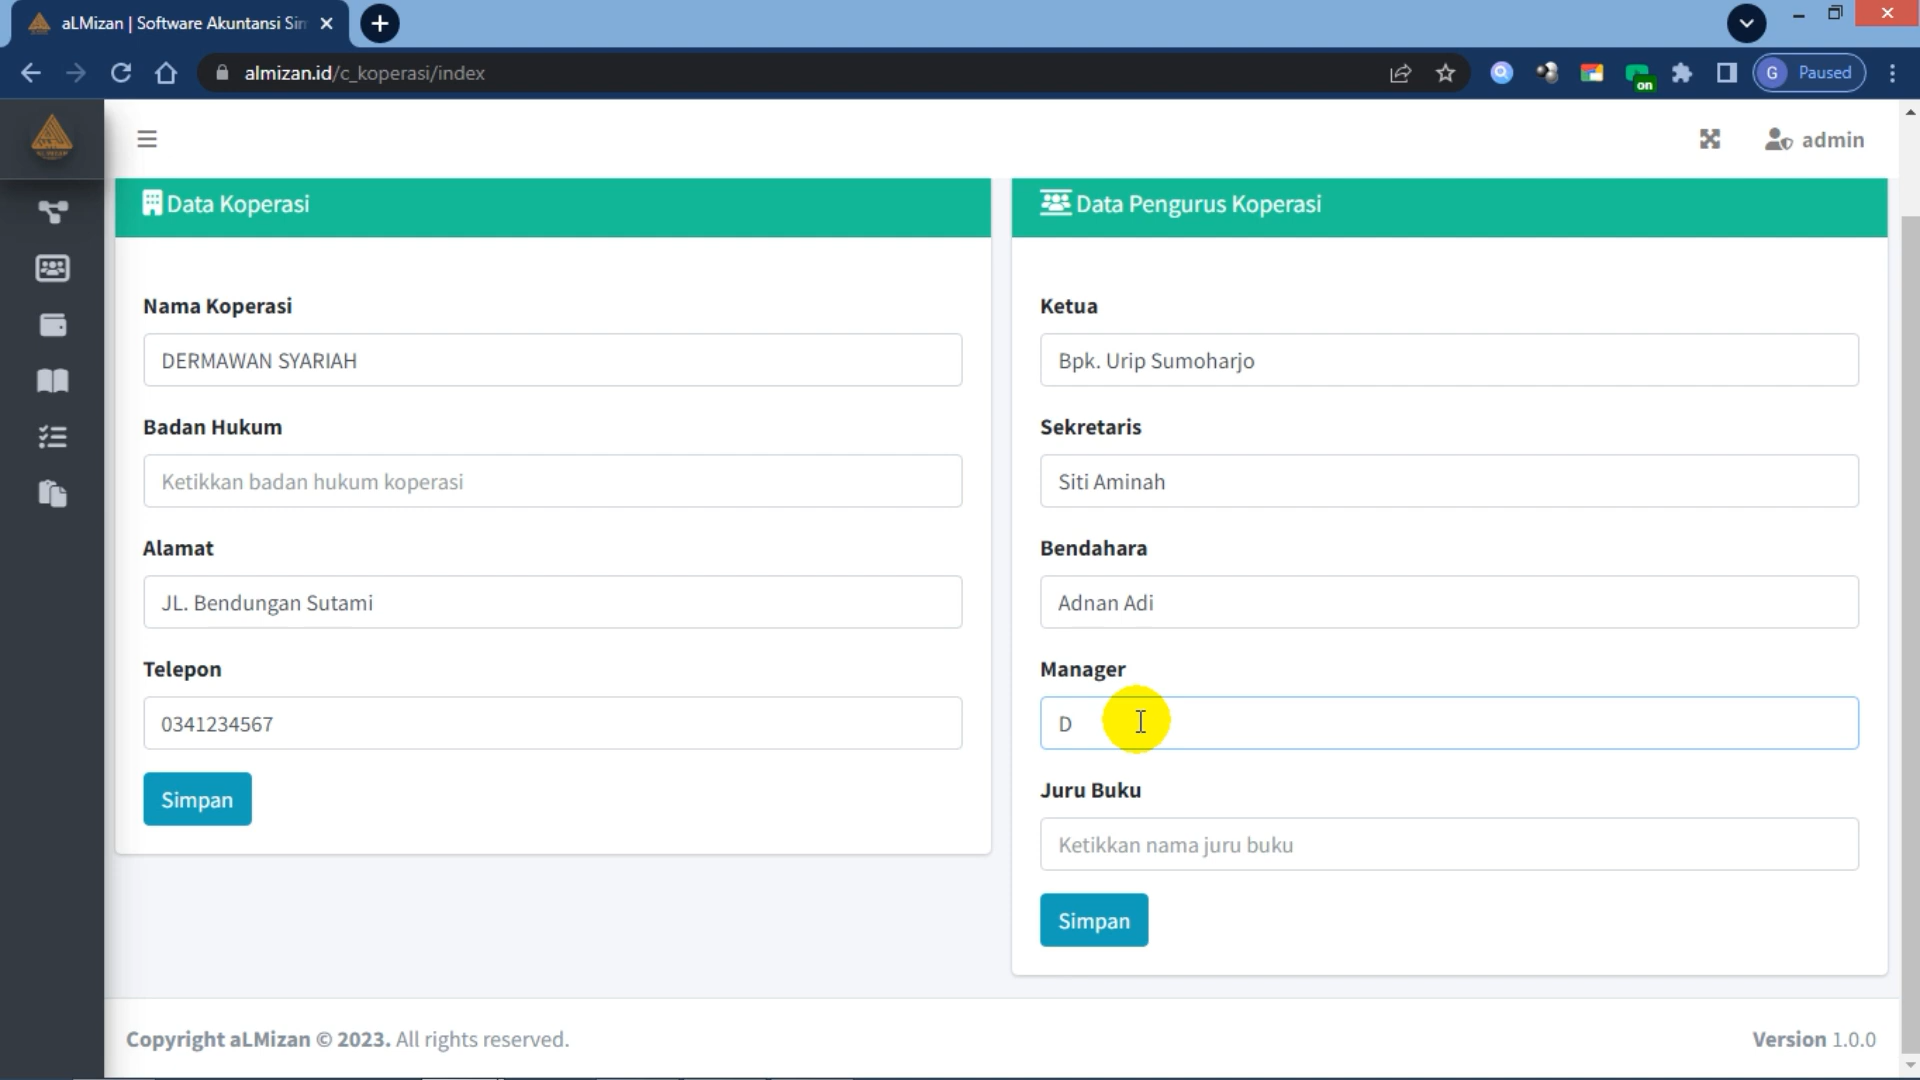 aLMizan | Software Akuntansi Sin
almizan.id/c_koperasi/index
on
G
Paused
admin
Data Koperasi
Nama Koperasi
DERMAWAN SYARIAH
Badan Hukum
Ketikkan badan hukum koperasi
Alamat
JL. Bendungan Sutami
Telepon
0341234567
Simpan
Data Pengurus Koperasi
Ketua
Bpk. Urip Sumoharjo
Sekretaris
Siti Aminah
Bendahara
Adnan Adi
Manager
D
Juru Buku
Ketikkan nama juru buku
Simpan
Copyright aLMizan © 2023. All rights reserved.
Version 1.0.0